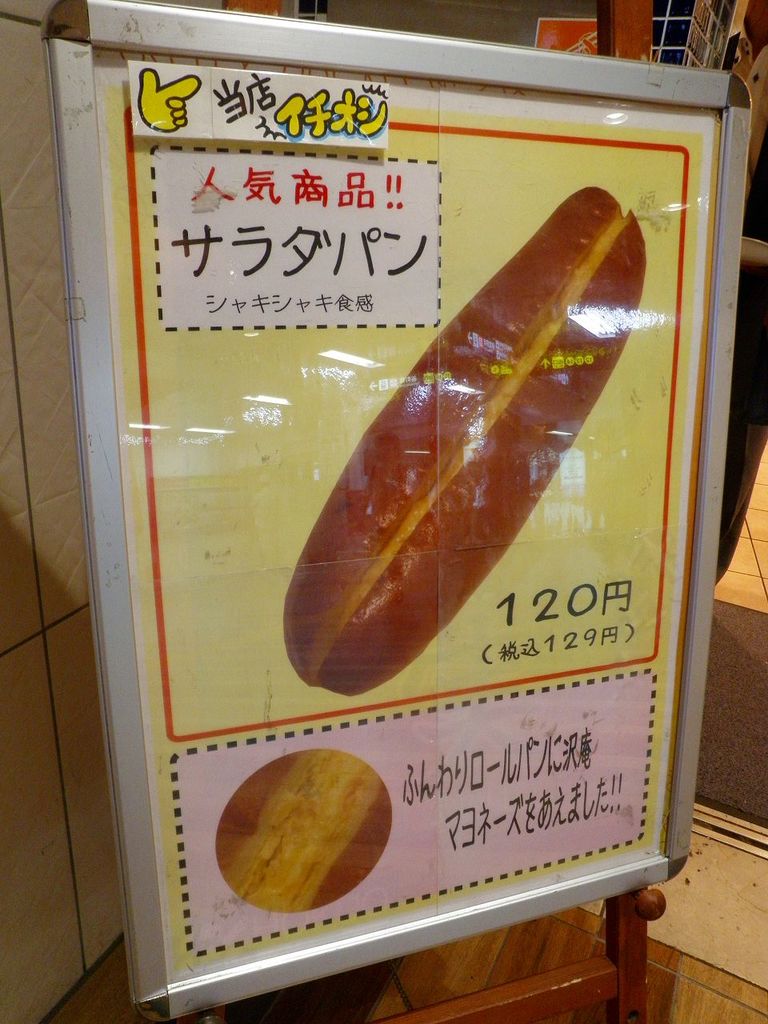 当店イチオシ
人気商品!!
サラダパン
シャキシャキ食感
120円
(税込129円)
ふんわりロールパンに沢庵
マヨネーズをあえました!!